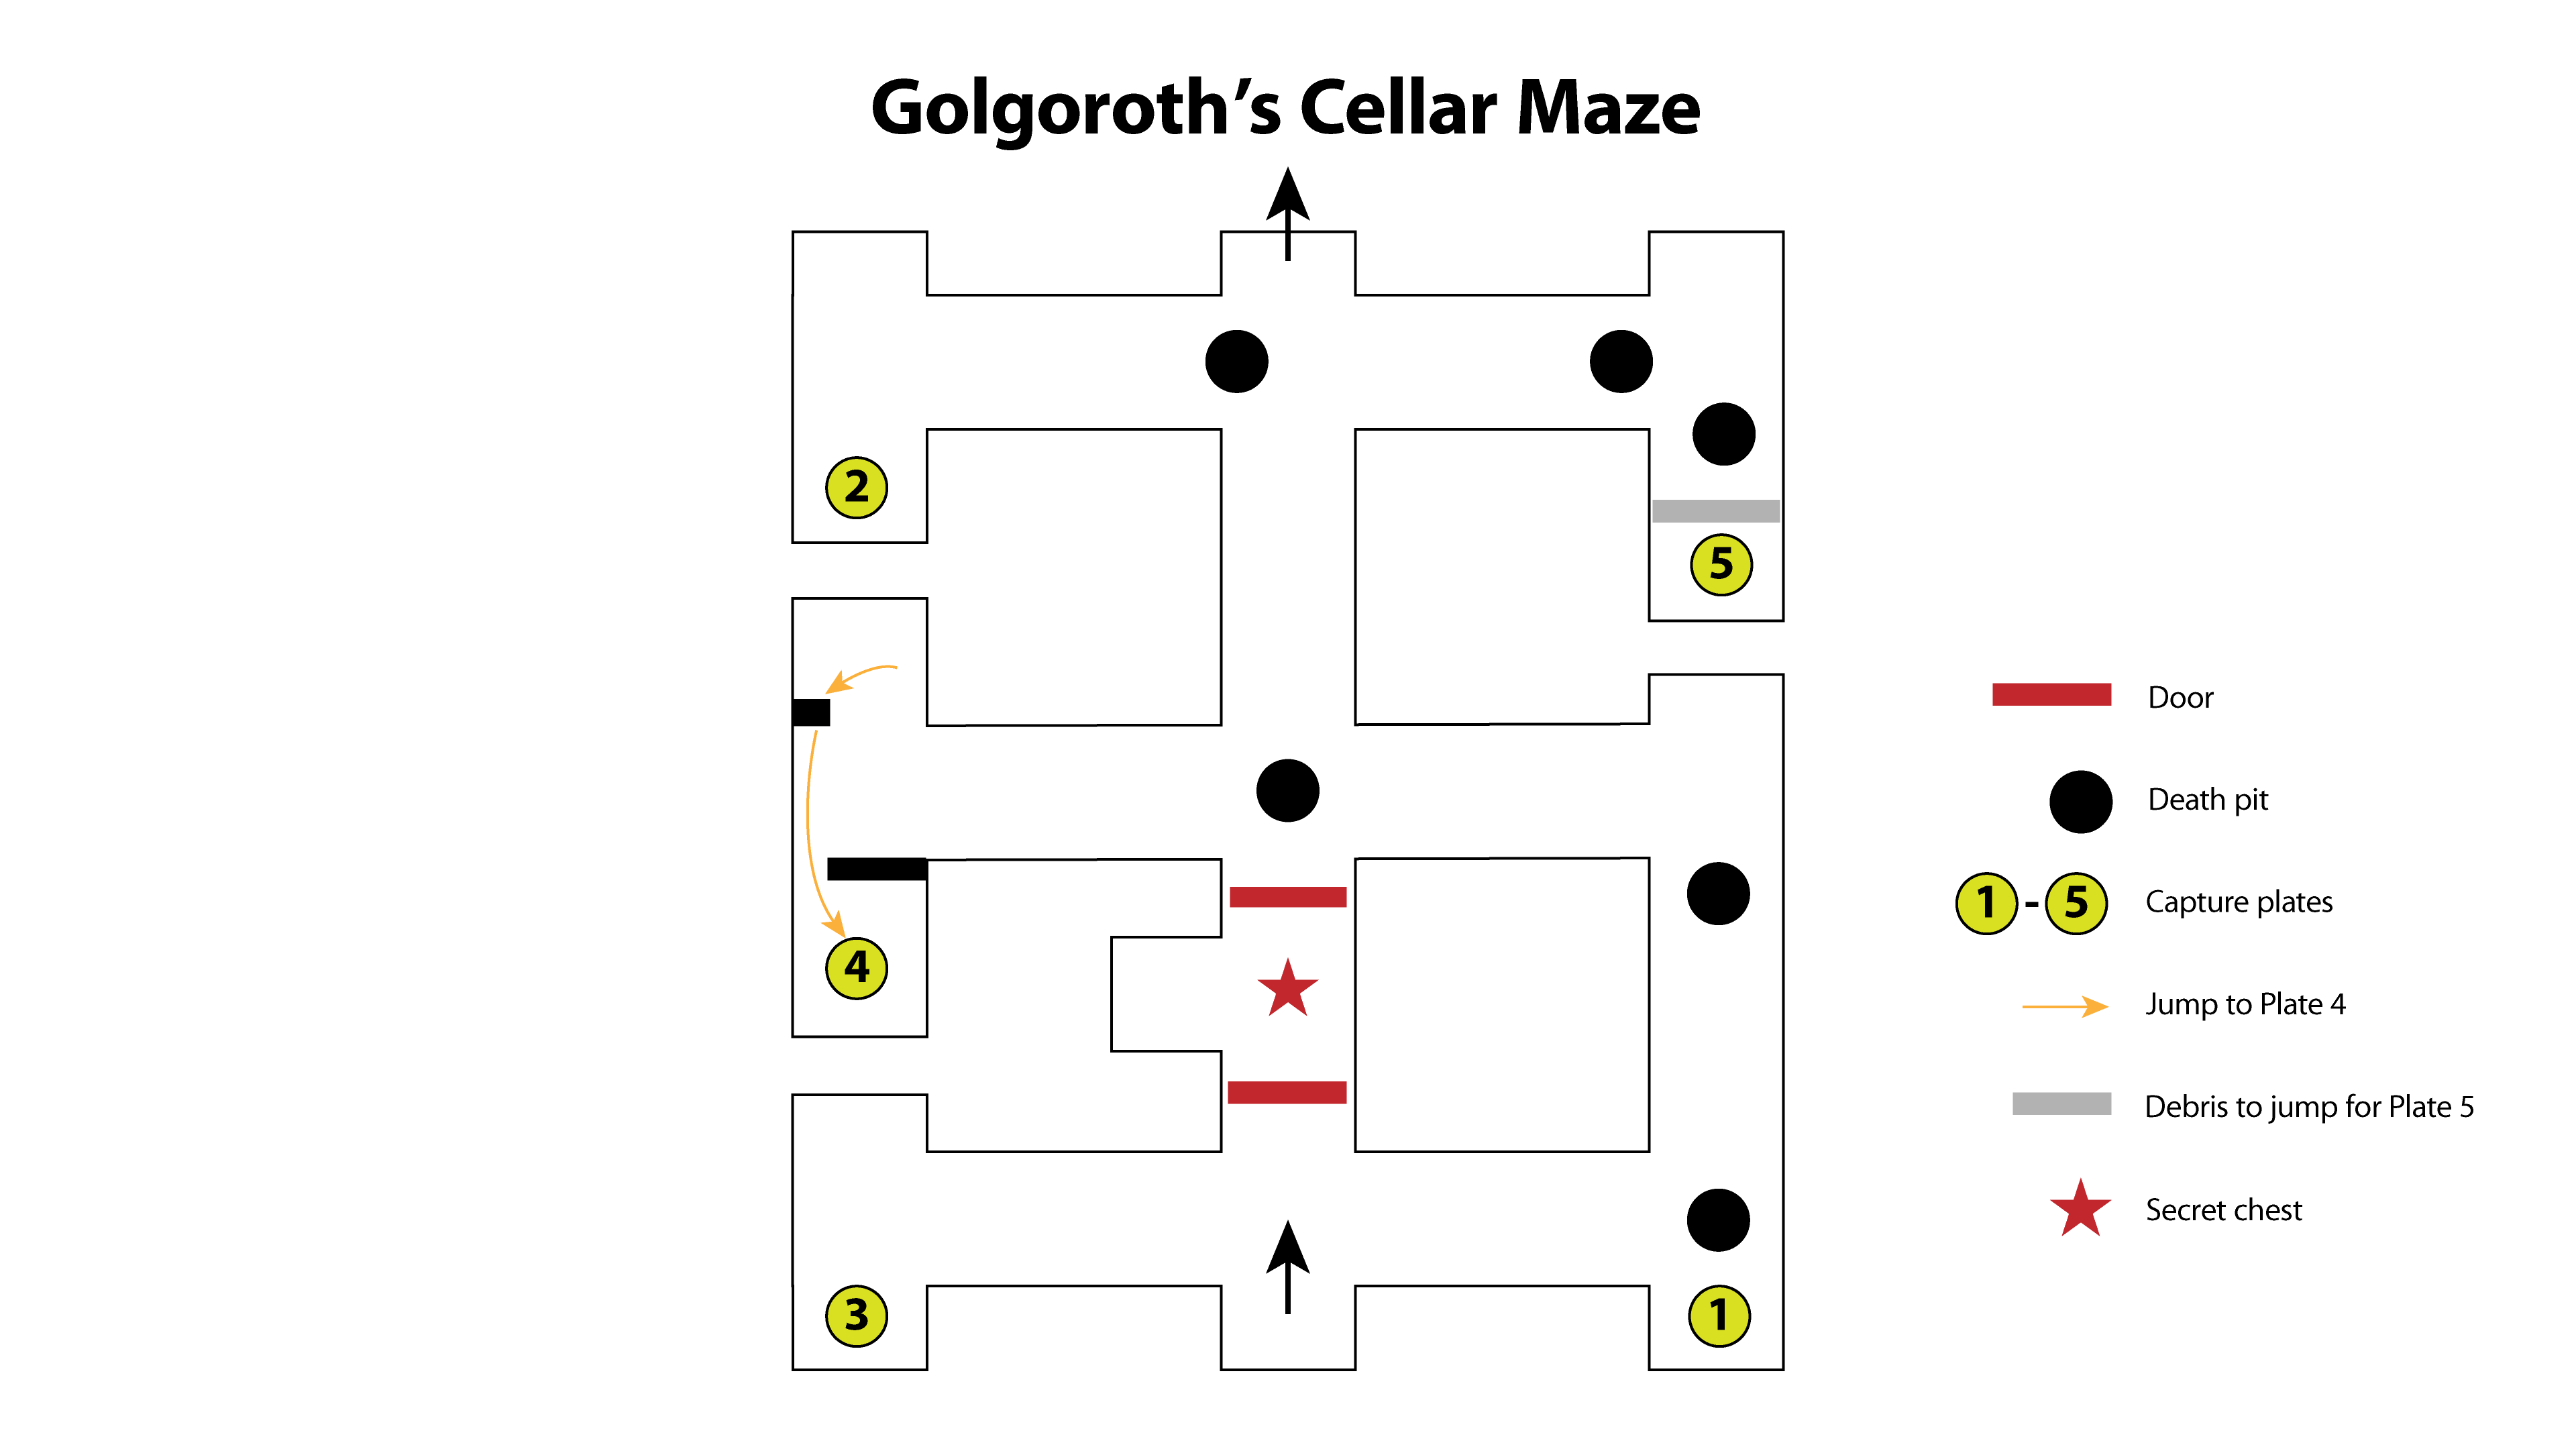 Golgoroth’s Cellar Maze
2
5
4
3
1
Door
Death pit
1 - 5 Capture plates
Jump to Plate 4
Debris to jump for Plate 5
Secret chest